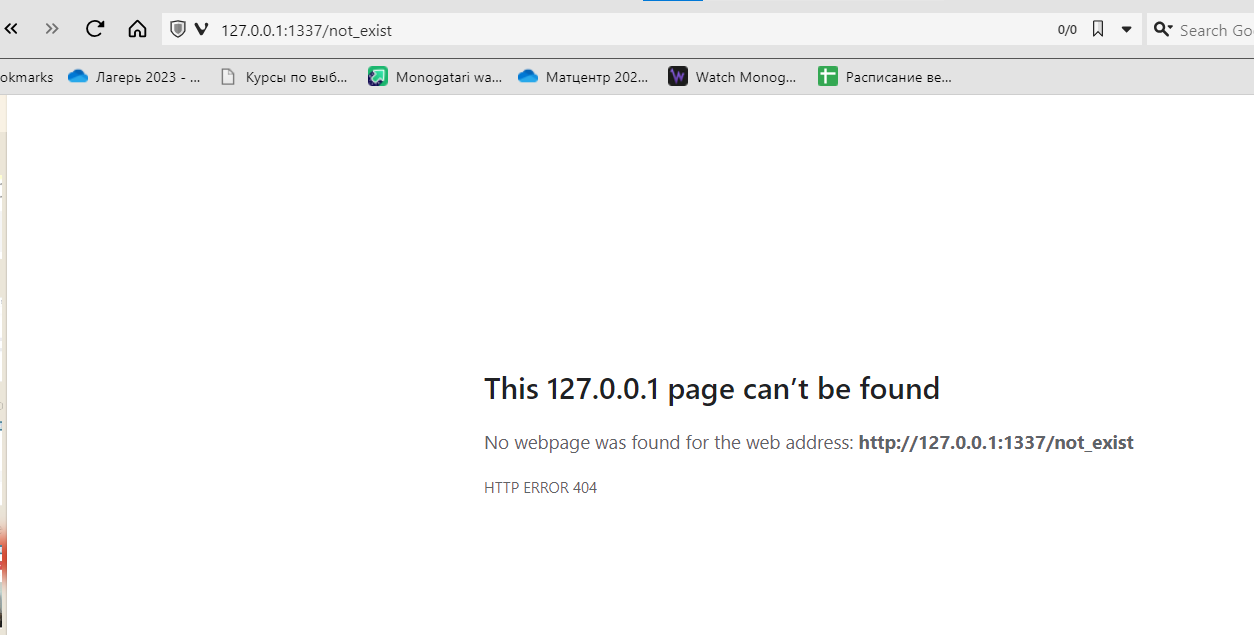 127.0.0.1:1337/not_exist 0/0 Search Go
okmarks Лагерь 2023 - ... Курсы по выб... Monogatari wa... Матцентр 202... Watch Monog... Расписание ве...
This 127.0.0.1 page can’t be found
No webpage was found for the web address: http://127.0.0.1:1337/not_exist
HTTP ERROR 404